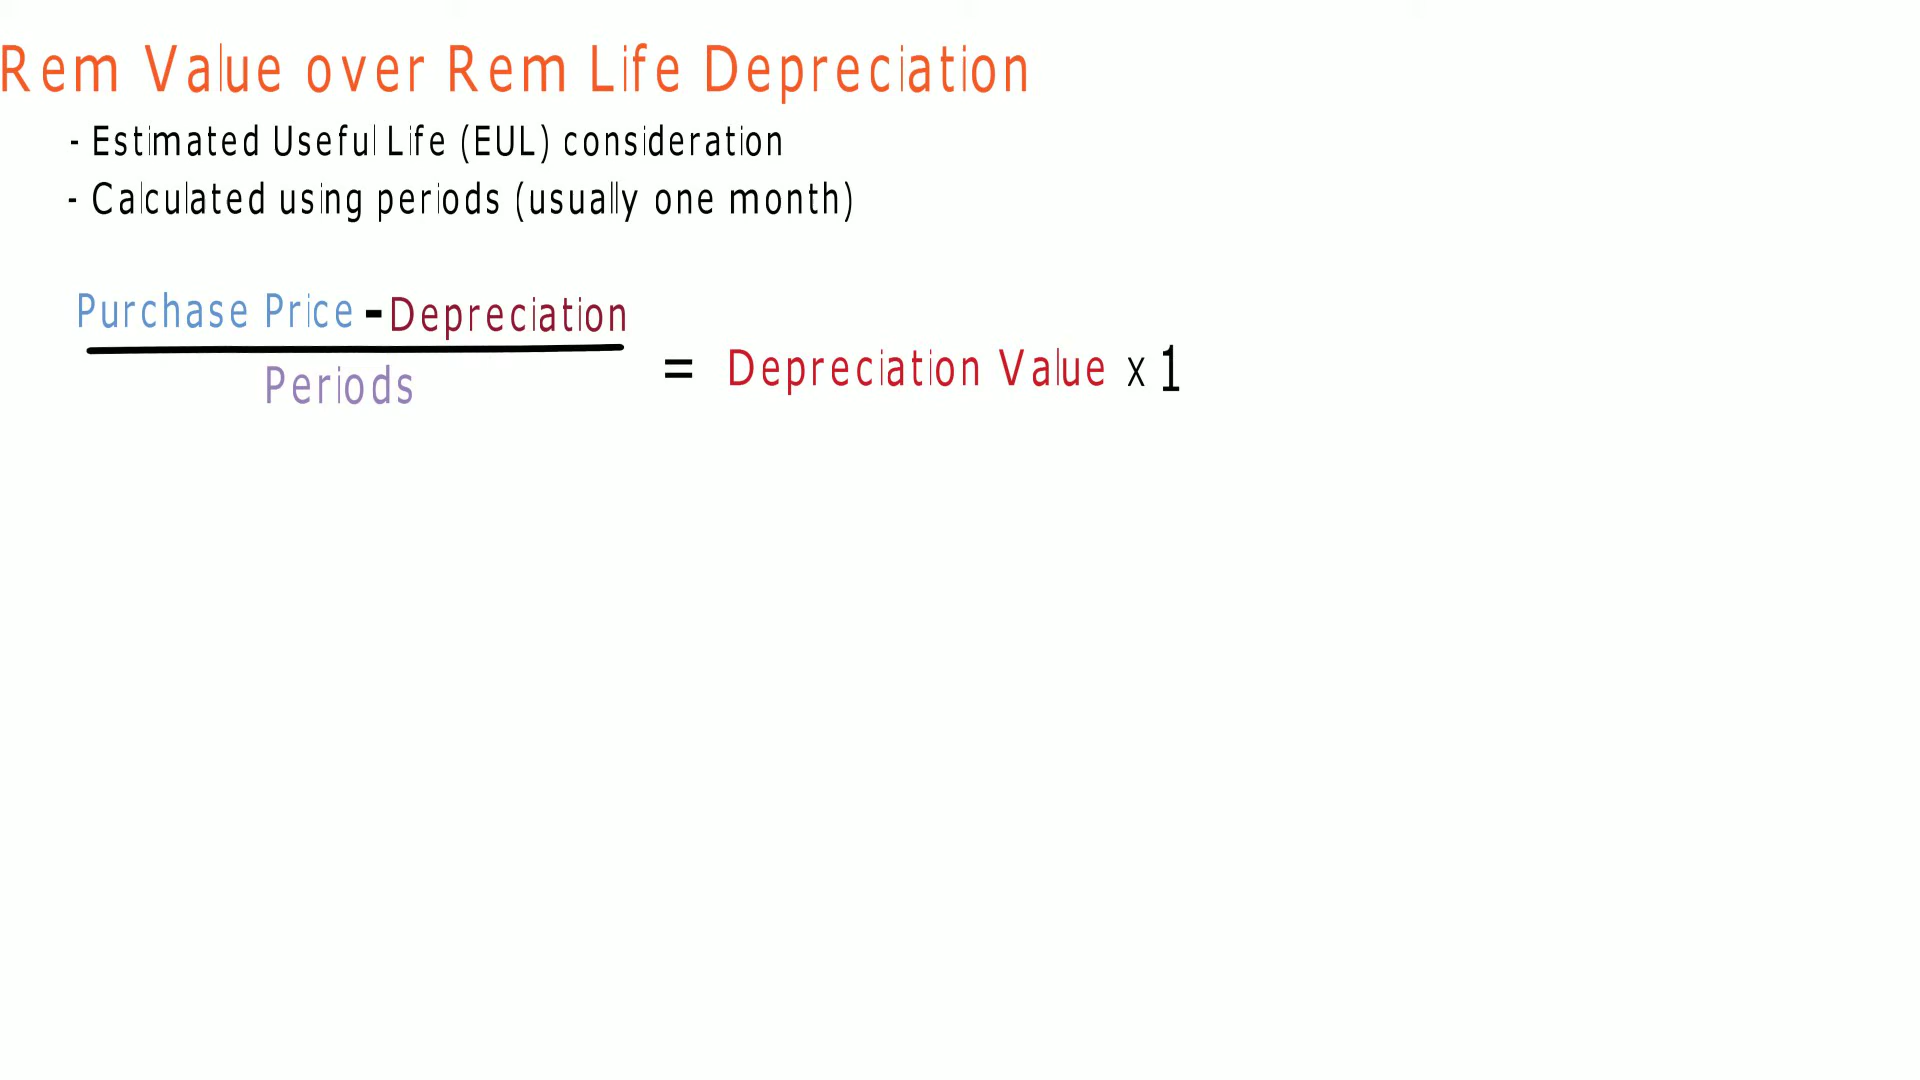 Rem Value over Rem Life Depreciation
- Estimated Useful Life (EUL) consideration
- Calculated using periods (usually one month)
Purchase Price - Depreciation
Periods
= Depreciation Value x 1